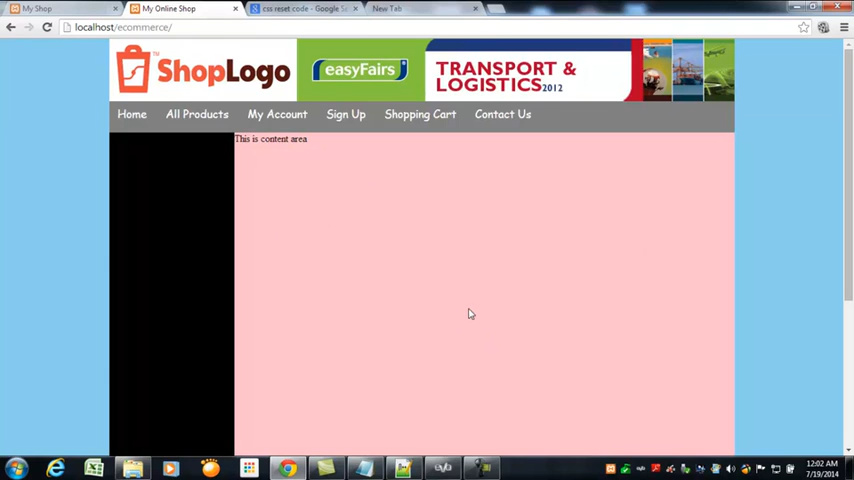 My Shop
My Online Shop
css reset code - Google Se
New Tab
localhost/ecommerce/
ShopLogo
TM
easyFairs
TRANSPORT &
LOGISTICS2012
Home All Products My Account Sign Up Shopping Cart Contact Us
This is content area
12:02 AM
7/19/2014